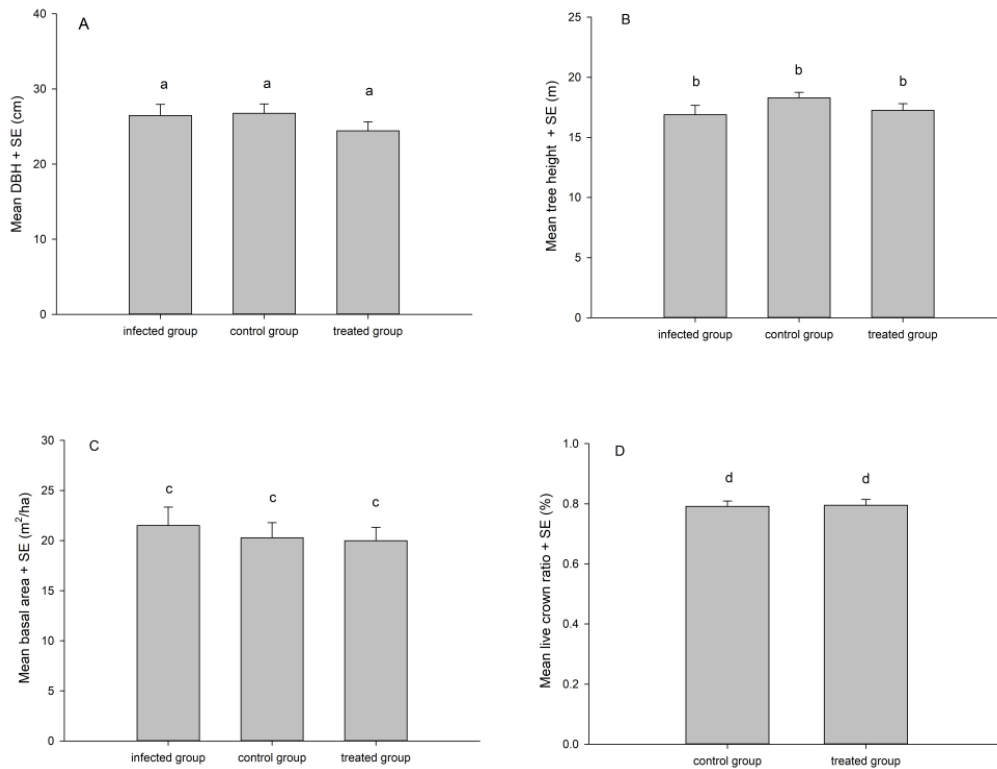 A
Mean DBH + SE (cm)
40
30
20
10
0
a a a
infected group control group treated group
B
Mean tree height + SE (m)
25
20
15
10
5
0
b b b
infected group control group treated group
C
Mean basal area + SE (m²/ha)
30
25
20
15
10
5
0
c c c
infected group control group treated group
D
Mean live crown ratio + SE (%)
1.0
0.8
0.6
0.4
0.2
0.0
d d
control group treated group